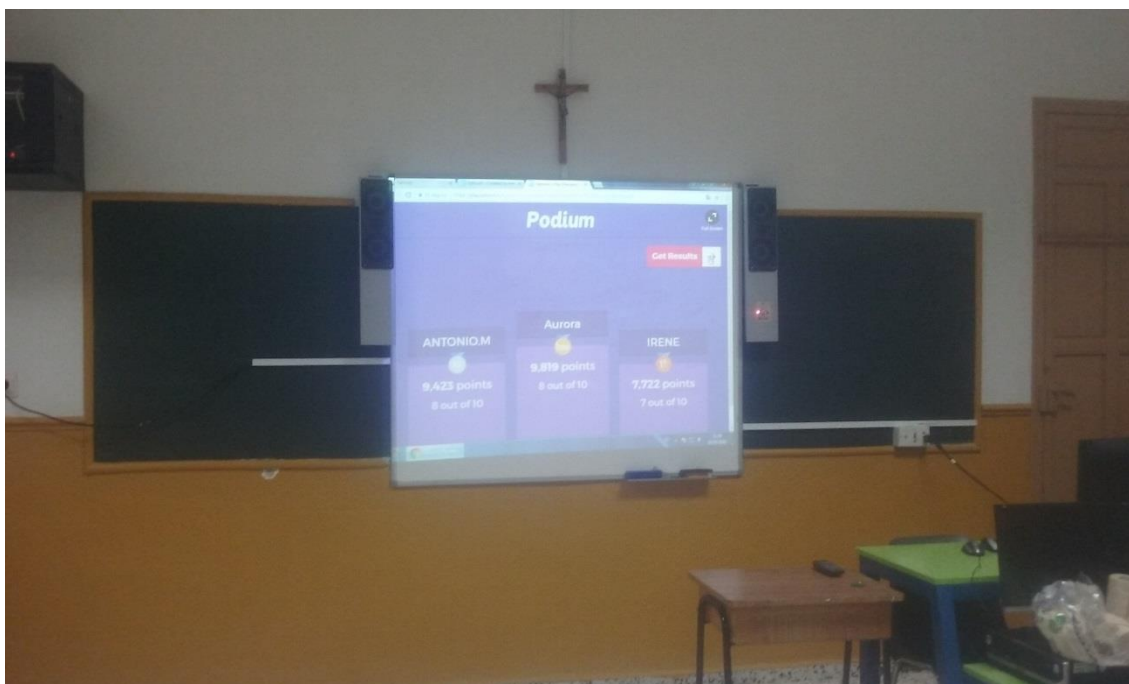 Podium
Get Results
Aurora
ANTONIO.M
IRENE
9,819 points
8 out of 10
9,423 points
8 out of 10
7,722 points
7 out of 10